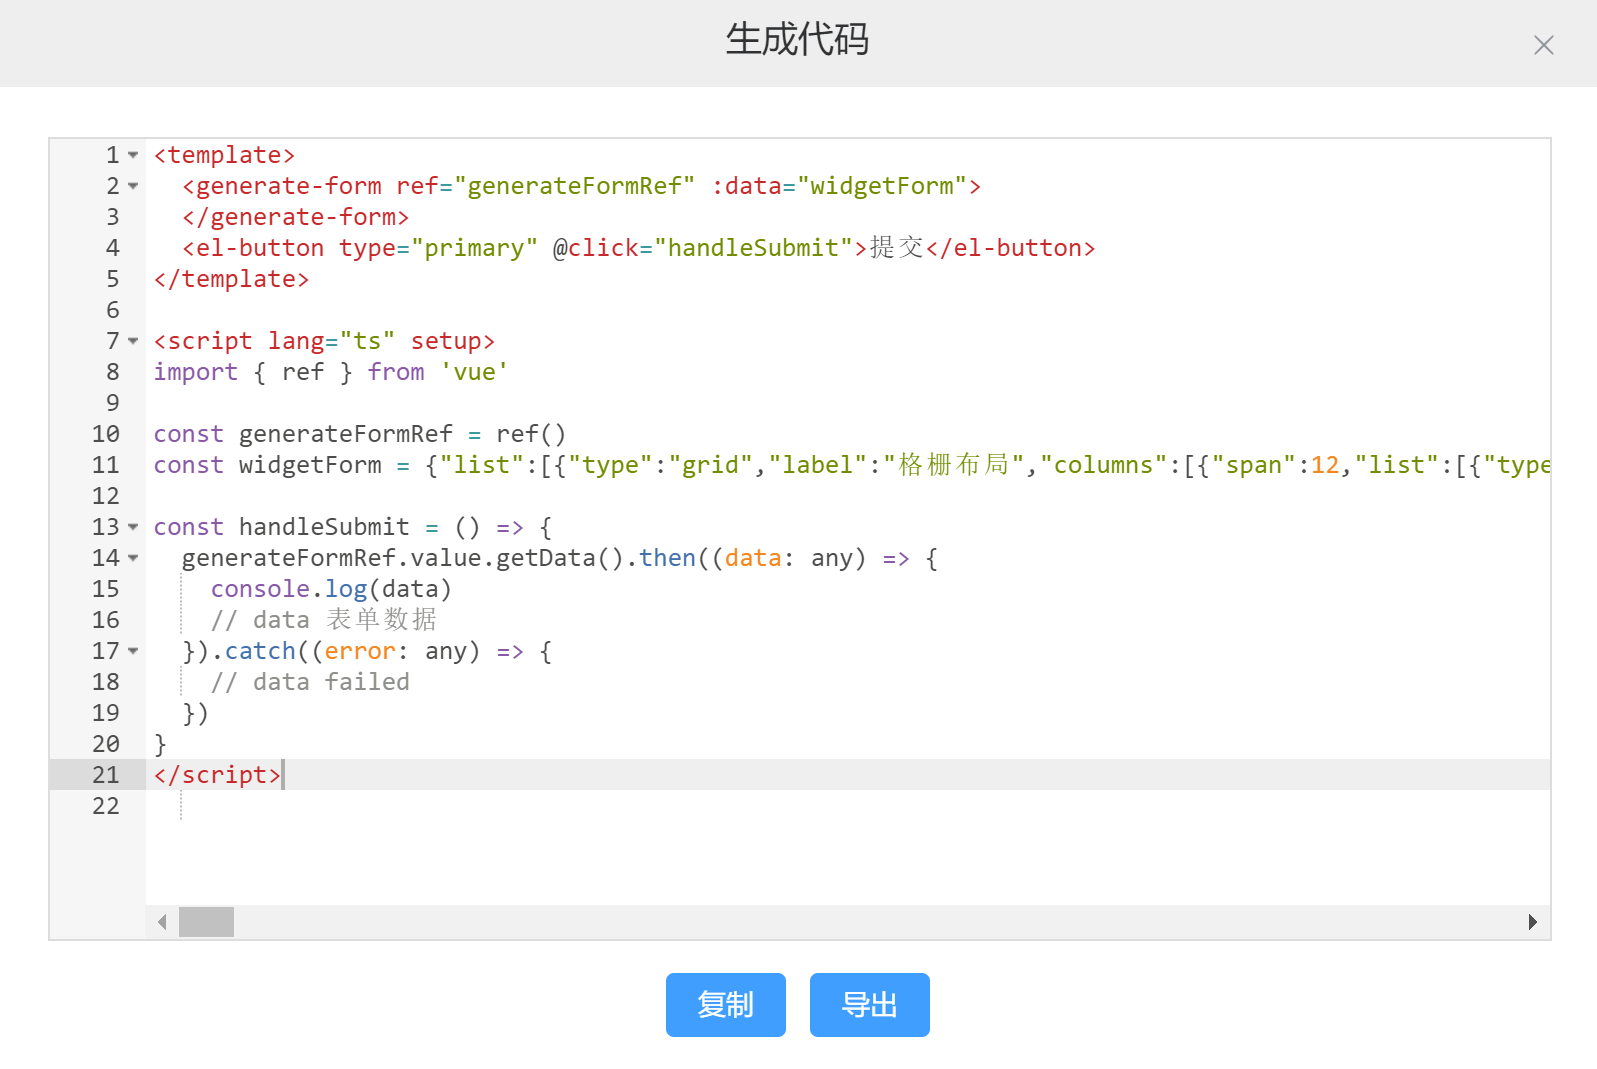 生成代码
1 <template>
2   <generate-form ref="generateFormRef" :data="widgetForm">
3   </generate-form>
4   <el-button type="primary" @click="handleSubmit">提交</el-button>
5 </template>
6
7 <script lang="ts" setup>
8 import { ref } from 'vue'
9
10 const generateFormRef = ref()
11 const widgetForm = {"list":[{"type":"grid","label":"格栅布局","columns":[{"span":12,"list":[{"type
12
13 const handleSubmit = () => {
14   generateFormRef.value.getData().then((data: any) => {
15     console.log(data)
16     // data 表单数据
17   }).catch((error: any) => {
18     // data failed
19   })
20 }
21 </script>
22
复制 导出